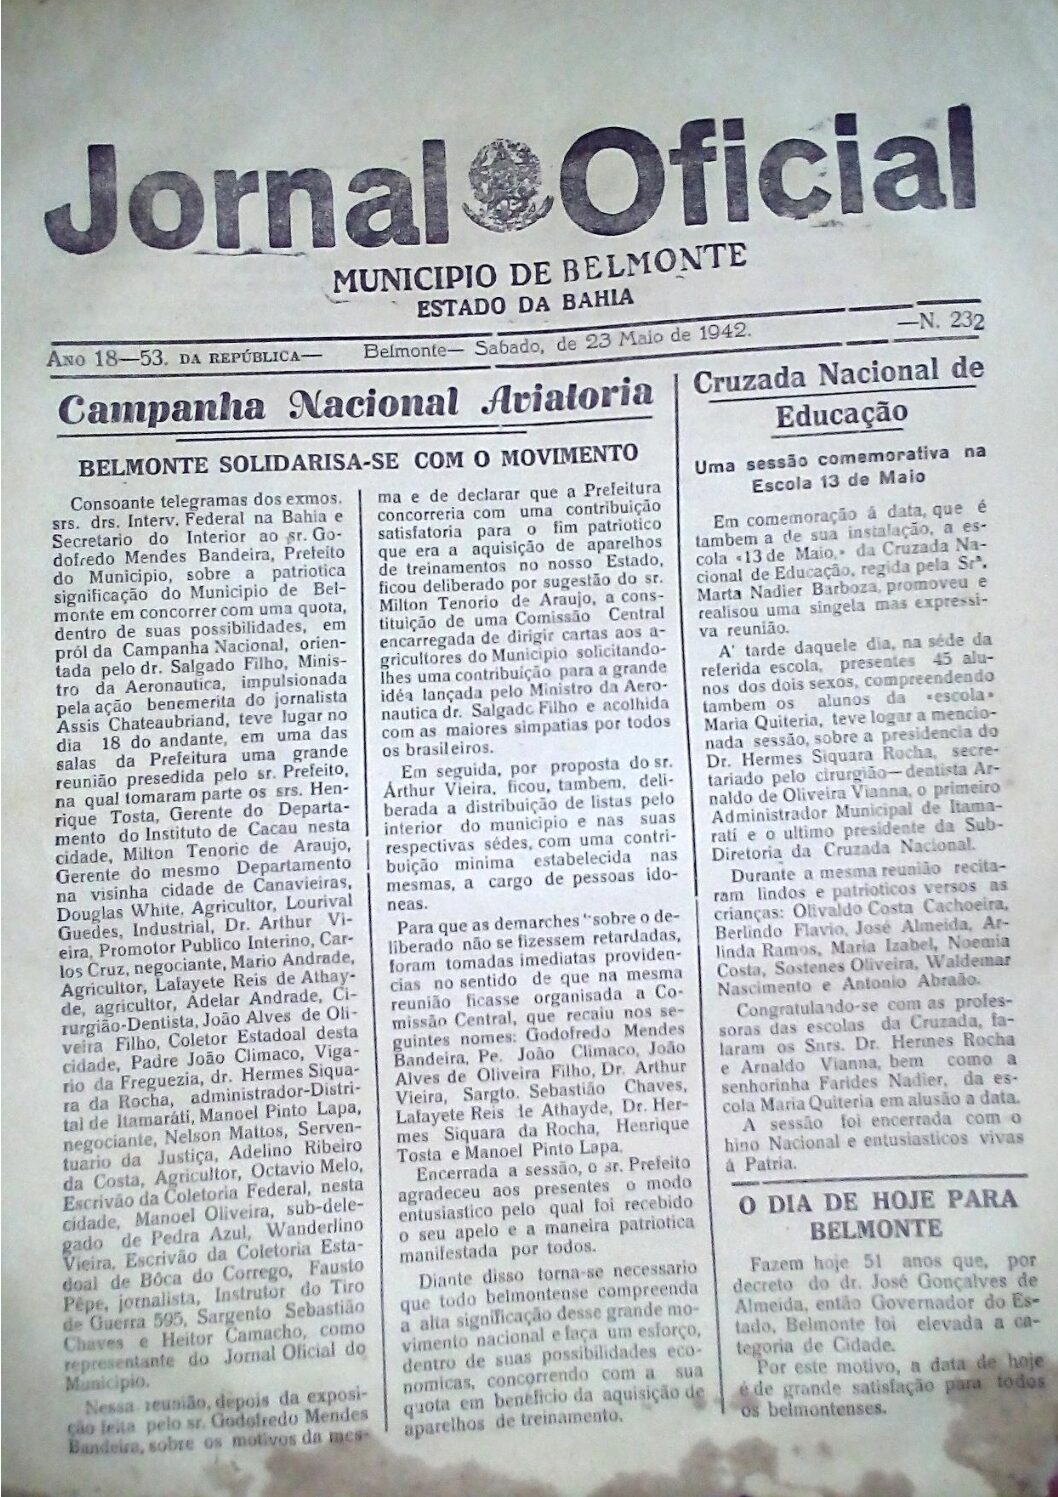 Jornal Oficial
MUNICIPIO DE BELMONTE
ESTADO DA BAHIA
ANO 18—53. DA REPÚBLICA— Belmonte— Sabado, de 23 Maio de 1942. —N. 232
Campanha Nacional Aviatoria
BELMONTE SOLIDARISA-SE COM O MOVIMENTO
Consoante telegramas dos exmos.
srs. drs. Interv. Federal na Bahia e
Secretario do Interior ao sr. Go-
dofredo Mendes Bandeira, Prefeito
do Municipio, sobre a patriotica
significação do Municipio de Bel-
monte em concorrer com uma quota,
dentro de suas possibilidades, em
pról da Campanha Nacional, orien-
tada pelo dr. Salgado Filho, Minis-
tro da Aeronautica, impulsionada
pela ação benemerita do jornalista
Assis Chateaubriand, teve lugar no
dia 18 do andante, em uma das
salas da Prefeitura uma grande
reunião presedida pelo sr. Prefeito,
na qual tomaram parte os srs. Hen-
rique Tosta, Gerente do Departa-
mento do Instituto de Cacau nesta
cidade, Milton Tenoric de Araujo,
Gerente do mesmo Departamento
na visinha cidade de Canavieiras,
Douglas White, Agricultor, Lourival
Guedes, Industrial, Dr. Arthur Vi-
eira, Promotor Publico Interino, Car-
los Cruz, negociante, Mario Andrade,
Agricultor, Lafayete Reis de Athay-
de, agricultor, Adelar Andrade, Ci-
rurgião-Dentista, João Alves de Oli-
veira Filho, Coletor Estadoal desta
cidade, Padre João Climaco, Viga-
rio da Freguezia, dr. Hermes Siqua-
ra da Rocha, administrador-Distri-
tal de Itamaráti, Manoel Pinto Lapa,
negociante, Nelson Mattos, Serven-
tuario da Justiça, Adelino Ribeiro
da Costa, Agricultor, Octavio Melo,
Escrivão da Coletoria Federal, nesta
cidade, Manoel Oliveira, sub-dele-
gado de Pedra Azul, Wanderlino
Vieira, Escrivão da Coletoria Esta-
doal de Bôca do Corrego, Fausto
Pêpe, jornalista, Instrutor do Tiro
de Guerra 595, Sargento Sebastião
Chaves e Heitor Camacho, como
representante do Jornal Oficial do
Municipio.
Nessa reunião, depois da exposi-
ção feita pelo sr. Godofredo Mendes
Bandeira, sobre os motivos da mes-
ma e de declarar que a Prefeitura
concorreria com uma contribuição
satisfatoria para o fim patriotico
que era a aquisição de aparelhos
de treinamentos no nosso Estado,
ficou deliberado por sugestão do sr.
Milton Tenorio de Araujo, a cons-
tituição de uma Comissão Central
encarregada de dirigir cartas aos a-
gricultores do Municipio solicitando-
lhes uma contribuição para a grande
idéa lançada pelo Ministro da Aero-
nautica dr. Salgadc Filho e acolhida
com as maiores simpatias por todos
os brasileiros.
Em seguida, por proposta do sr.
Arthur Vieira, ficou, tambem, deli-
berada a distribuição de listas pelo
interior do municipio e nas suas
respectivas sédes, com uma contri-
buição minima estabelecida nas
mesmas, a cargo de pessoas ido-
neas.
Para que as demarches sobre o de-
liberado não se fizessem retardadas,
foram tomadas imediatas providen-
cias no sentido de que na mesma
reunião ficasse organisada a Co-
missão Central, que recaiu nos se-
guintes nomes: Godofredo Mendes
Bandeira, Pe. João Climaco, João
Alves de Oliveira Filho, Dr. Arthur
Vieira, Sargto. Sebastião Chaves,
Lafayete Reis de Athayde, Dr. Her-
mes Siquara da Rocha, Henrique
Tosta e Manoel Pinto Lapa.
Encerrada a sessão, o sr. Prefeito
agradeceu aos presentes o modo
entusiastico pelo qual foi recebido
o seu apelo e a maneira patriotica
manifestada por todos.
Diante disso torna-se necessario
que todo belmontense compreenda
a alta significação desse grande mo-
vimento nacional e faça um esforço,
dentro de suas possibilidades eco-
nomicas, concorrendo com a sua
quota em beneficio da aquisição de
aparelhos de treinamento.
Cruzada Nacional de
Educação
Uma sessão comemorativa na
Escola 13 de Maio
Em comemoração á data, que é
tambem a de sua instalação, a es-
cola «13 de Maio,» da Cruzada Na-
cional de Educação, regida pela Srª.
Marta Nadier Barboza, promoveu e
realisou uma singela mas expressi-
va reunião.
A' tarde daquele dia, na séde da
referida escola, presentes 45 alu-
nos dos dois sexos, compreendendo
tambem os alunos da «escola»
Maria Quiteria, teve logar a mencio-
nada sessão, sobre a presidencia do
Dr. Hermes Siquara Rocha, secre-
tariado pelo cirurgião—dentista Ar-
naldo de Oliveira Vianna, o primeiro
Administrador Municipal de Itama-
rati e o ultimo presidente da Sub-
Diretoria da Cruzada Nacional.
Durante a mesma reunião recita-
ram lindos e patrioticos versos as
crianças: Olivaldo Costa Cachoeira,
Berlindo Flavio, José Almeida, Ar-
linda Ramos, Maria Izabel, Noemia
Costa, Sostenes Oliveira, Waldemar
Nascimento e Antonio Abraão.
Congratulando-se com as profes-
soras das escolas da Cruzada, fa-
laram os Snrs. Dr. Hermes Rocha
e Arnaldo Vianna, bem como a
senhorinha Farides Nadier, da es-
cola Maria Quiteria em alusão a data.
A sessão foi encerrada com o
hino Nacional e entusiasticos vivas
á Patria.
O DIA DE HOJE PARA
BELMONTE
Fazem hoje 51 anos que, por
decreto do dr. José Gonçalves de
Almeida, então Governador do Es-
tado, Belmonte foi elevada a ca-
tegoria de Cidade.
Por este motivo, a data de hoje
é de grande satisfação para todos
os belmontenses.